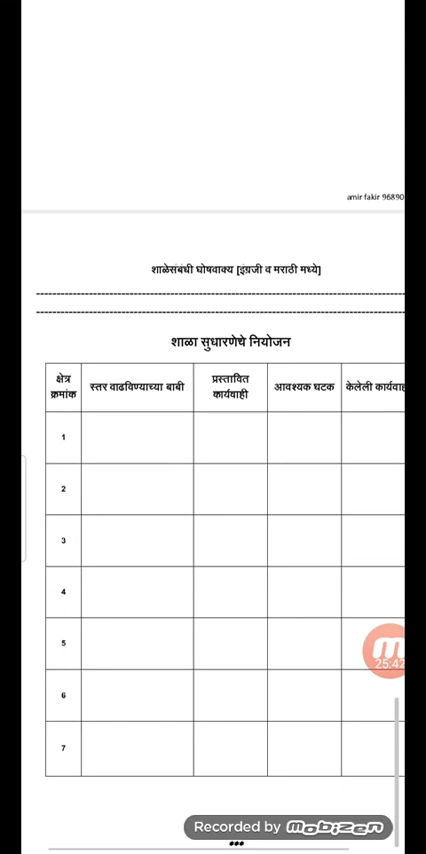 amir fakir 96890
शाळेसंबंधी घोषवाक्य [इंग्रजी व मराठी मध्ये]
शाळा सुधारणेचे नियोजन
क्षेत्र क्रमांक स्तर वाढविण्याच्या बाबी प्रस्तावित कार्यवाही आवश्यक घटक केलेली कार्यवाह
1
2
3
4
5
25:42
6
7
Recorded by Mobizen